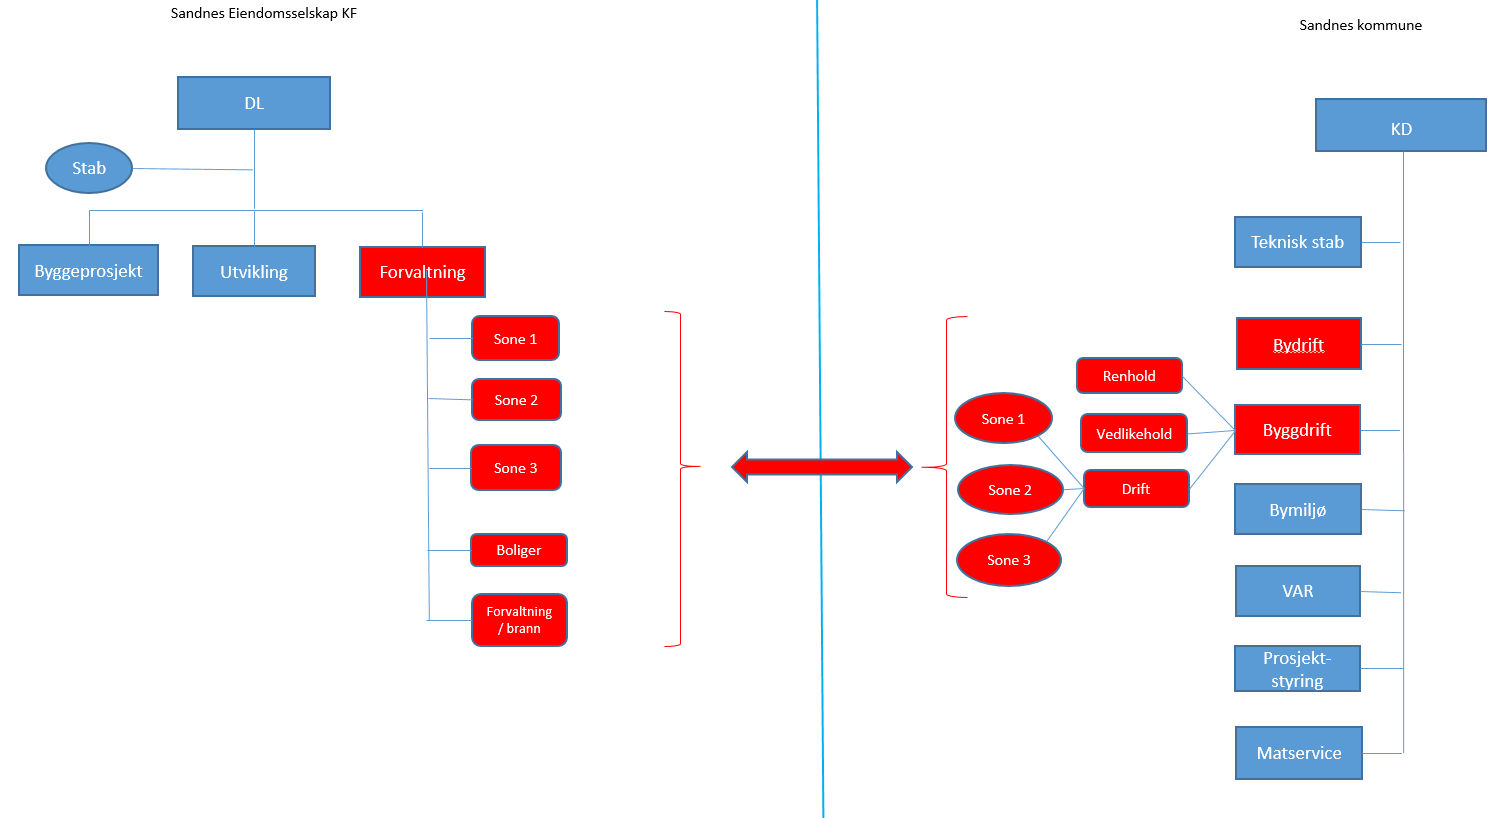 Sandnes Eiendomsselskap KF
DL
Stab
Byggeprosjekt
Utvikling
Forvaltning
Sone 1
Sone 2
Sone 3
Boliger
Forvaltning
/ brann
Sandnes kommune
KD
Teknisk stab
Bydrift
Byggdrift
Renhold
Vedlikehold
Drift
Sone 1
Sone 2
Sone 3
Bymiljø
VAR
Prosjekt-
styring
Matservice